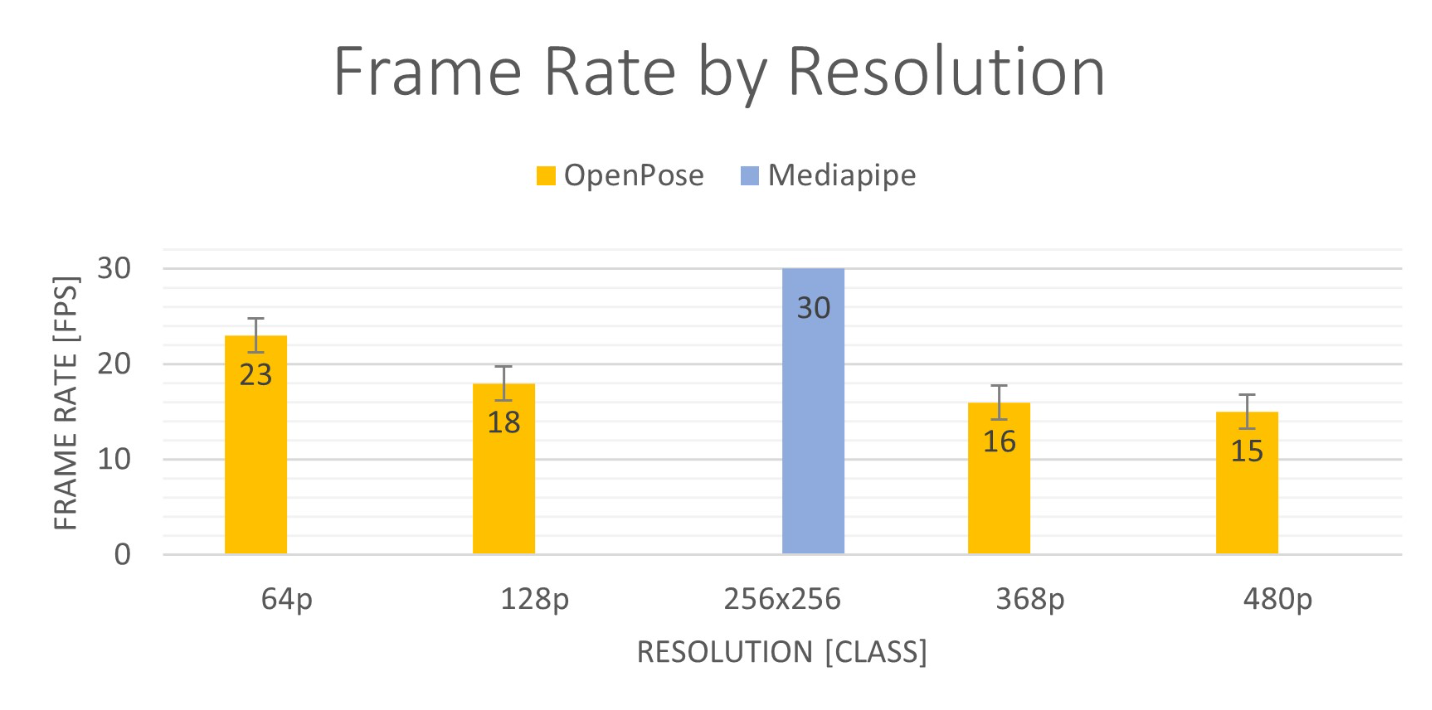 Frame Rate by Resolution
OpenPose Mediapipe
FRAME RATE [FPS]
30
20
10
0
23
18
30
16
15
64p 128p 256x256 368p 480p
RESOLUTION [CLASS]